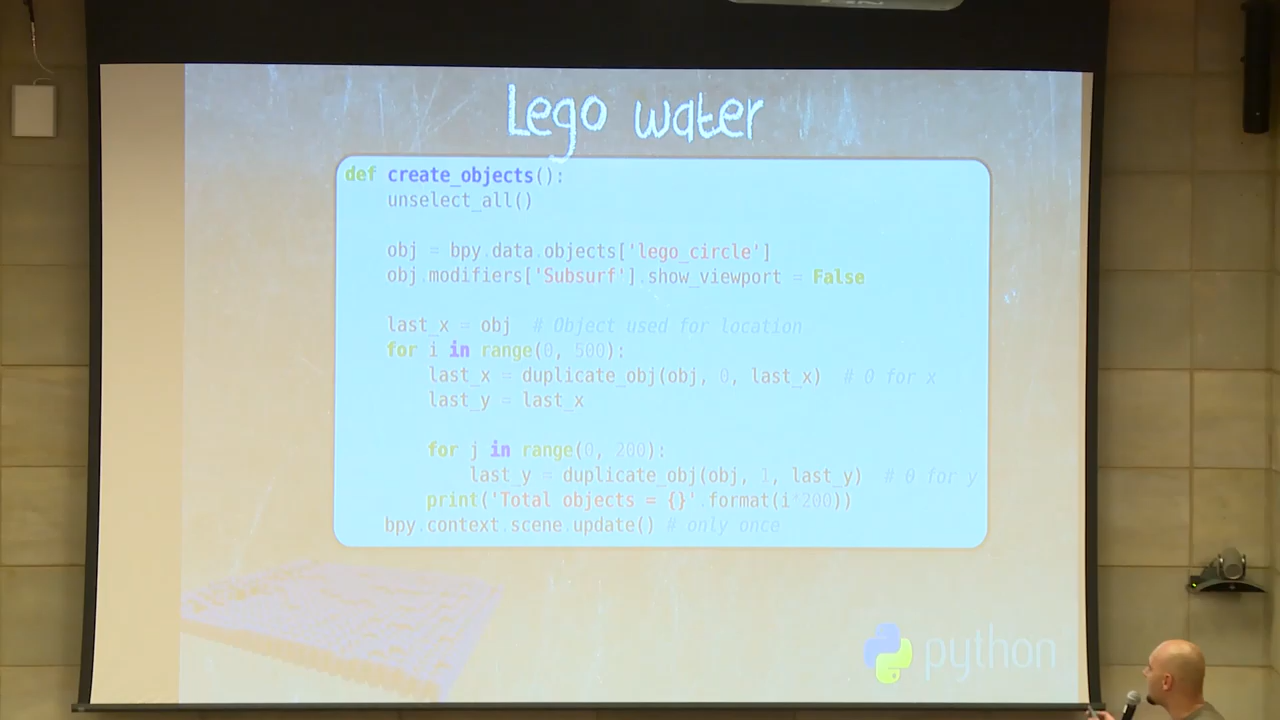 Lego water
def create_objects():
unselect_all()
obj = bpy.data.objects['lego_circle']
obj.modifiers['Subsurf'].show_viewport = False
last_x = obj # Object used for location
for i in range(0, 500):
last_x = duplicate_obj(obj, 0, last_x) # 0 for x
last_y = last_x
for j in range(0, 200):
last_y = duplicate_obj(obj, 1, last_y) # 0 for y
print('Total objects = {}'.format(i*200))
bpy.context.scene.update() # only once
python